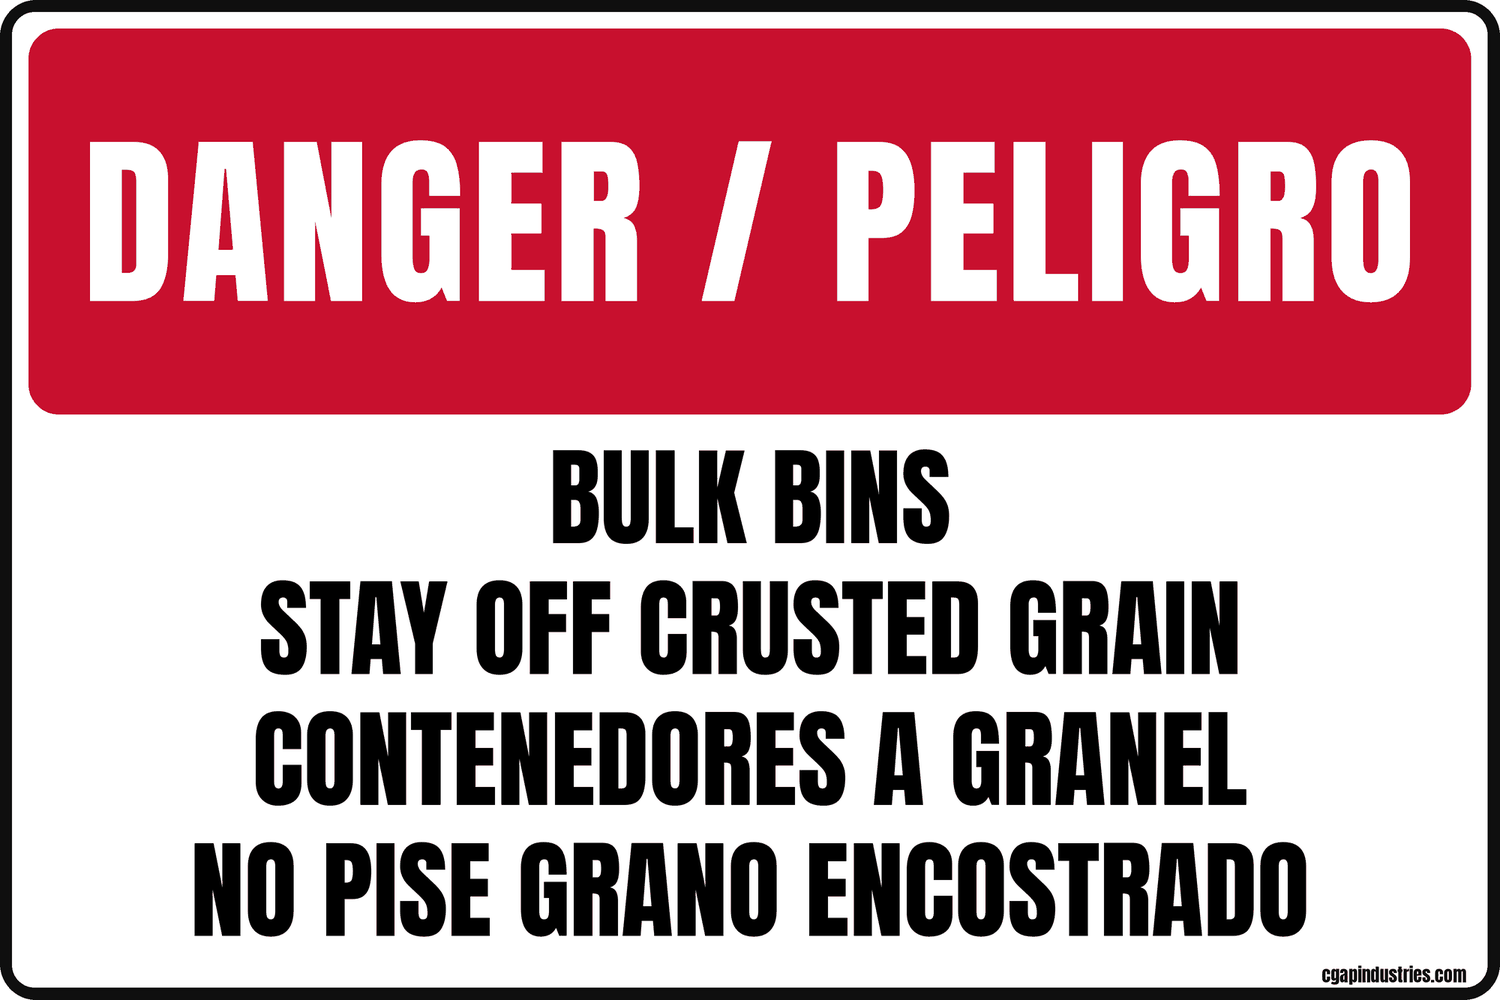 DANGER / PELIGRO
BULK BINS
STAY OFF CRUSTED GRAIN
CONTENEDORES A GRANEL
NO PISE GRANO ENCOSTRADO
cgapindustries.com